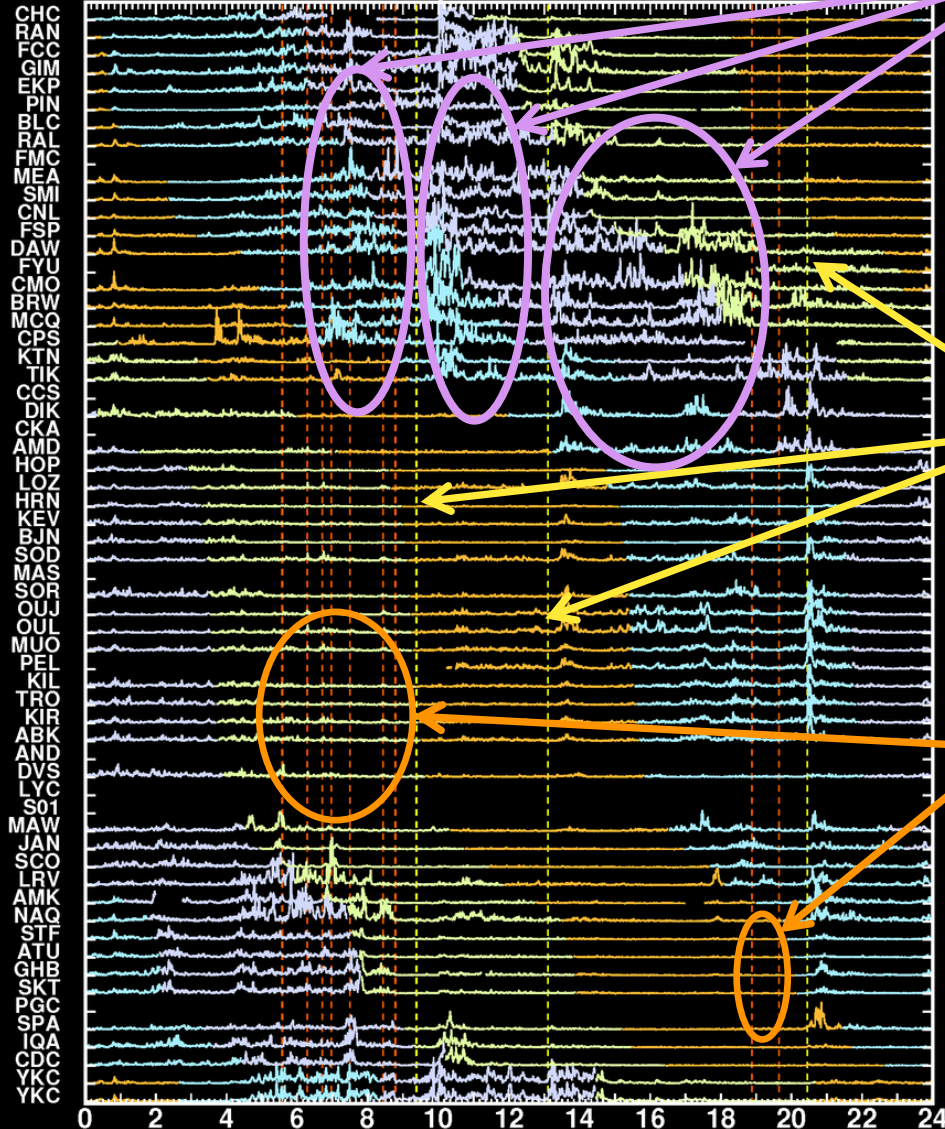 CHC
RAN
FCC
GIM
EKP
PIN
BLC
RAL
FMC
MEA
SMI
CNL
FSP
DAW
FYU
CMO
BRW
MCQ
CPS
KTN
TIK
CCS
DIK
CKA
AMD
HOP
LOZ
HRN
KEV
BJN
SOD
MAS
SOR
OUJ
OUL
MUO
PEL
KIL
TRO
KIR
ABK
AND
DVS
LYC
S01
MAW
JAN
SCO
LRV
AMK
NAQ
STF
ATU
GHB
SKT
PGC
SPA
IQA
CDC
YKC
YKC
0 2 4 6 8 10 12 14 16 18 20 22 24